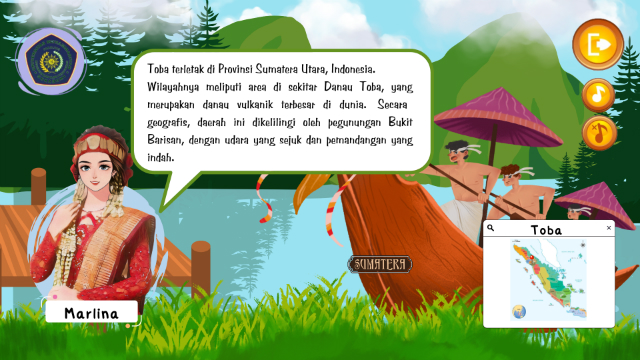 Toba terletak di Provinsi Sumatera Utara, Indonesia.
Wilayahnya meliputi area di sekitar Danau Toba, yang
merupakan danau vulkanik terbesar di dunia. Secara
geografis, daerah ini dikelilingi oleh pegunungan Bukit
Barisan, dengan udara yang sejuk dan pemandangan yang
indah.
SUMATERA
Toba
Marlina